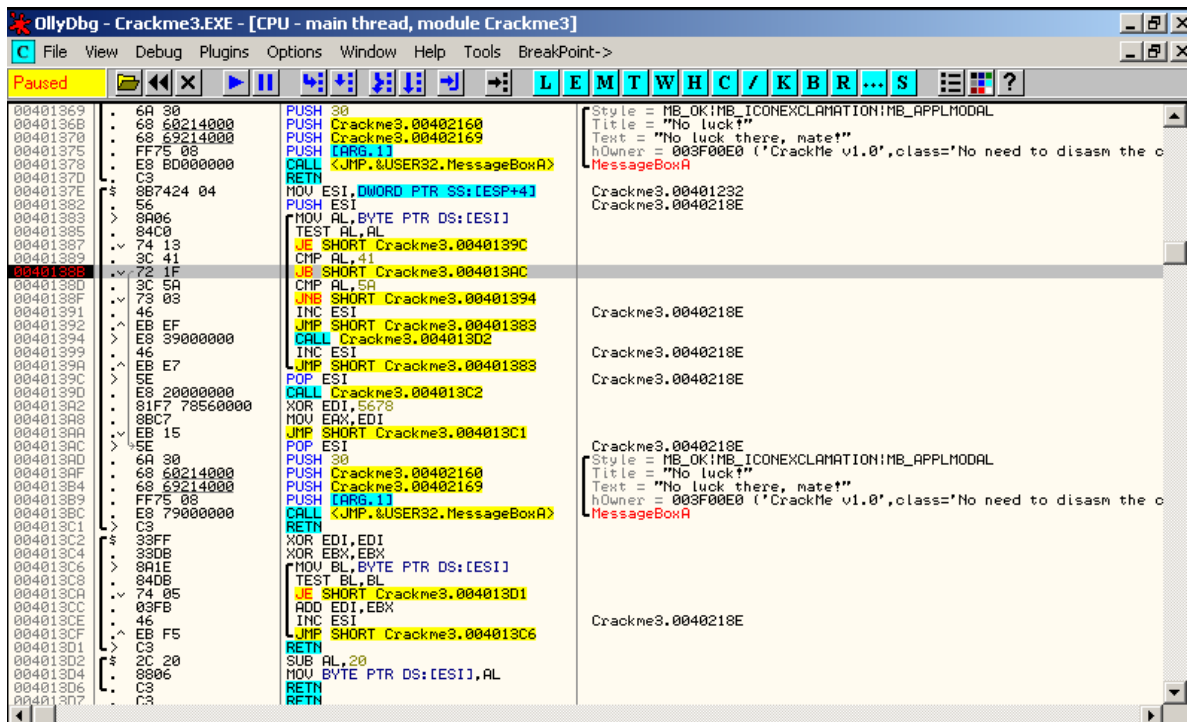 OllyDbg - Crackme3.EXE - [CPU - main thread, module Crackme3]
C File View Debug Plugins Options Window Help Tools BreakPoint->
Paused L E M T W H C / K B R ... S ?
00401369 . 6A 30 PUSH 30 Style = MB_OK|MB_ICONEXCLAMATION|MB_APPLMODAL
0040136B . 68 60214000 PUSH Crackme3.00402160 Title = "No luck!"
00401370 . 68 69214000 PUSH Crackme3.00402169 Text = "No luck there, mate!"
00401375 . FF75 08 PUSH [ARG.1] hOwner = 003F00E0 ('CrackMe v1.0',class='No need to disasm the c
00401378 . E8 BD000000 CALL <JMP.&USER32.MessageBoxA> MessageBoxA
0040137D . C3 RETN
0040137E $ 8B7424 04 MOV ESI,DWORD PTR SS:[ESP+4] Crackme3.00401232
00401382 . 56 PUSH ESI Crackme3.0040218E
00401383 > 8A06 MOV AL,BYTE PTR DS:[ESI]
00401385 . 84C0 TEST AL,AL
00401387 .v 74 13 JE SHORT Crackme3.0040139C
00401389 . 3C 41 CMP AL,41
0040138B .v 72 1F JB SHORT Crackme3.004013AC
0040138D . 3C 5A CMP AL,5A
0040138F .v 73 03 JNB SHORT Crackme3.00401394
00401391 . 46 INC ESI Crackme3.0040218E
00401392 .^ EB EF JMP SHORT Crackme3.00401383
00401394 > E8 39000000 CALL Crackme3.004013D2
00401399 . 46 INC ESI Crackme3.0040218E
0040139A .^ EB E7 JMP SHORT Crackme3.00401383
0040139C > 5E POP ESI Crackme3.0040218E
0040139D . E8 20000000 CALL Crackme3.004013C2
004013A2 . 81F7 78560000 XOR EDI,5678
004013A8 . 8BC7 MOV EAX,EDI
004013AA .v EB 15 JMP SHORT Crackme3.004013C1
004013AC > 5E POP ESI Crackme3.0040218E
004013AD . 6A 30 PUSH 30 Style = MB_OK|MB_ICONEXCLAMATION|MB_APPLMODAL
004013AF . 68 60214000 PUSH Crackme3.00402160 Title = "No luck!"
004013B4 . 68 69214000 PUSH Crackme3.00402169 Text = "No luck there, mate!"
004013B9 . FF75 08 PUSH [ARG.1] hOwner = 003F00E0 ('CrackMe v1.0',class='No need to disasm the c
004013BC . E8 79000000 CALL <JMP.&USER32.MessageBoxA> MessageBoxA
004013C1 > C3 RETN
004013C2 $ 33FF XOR EDI,EDI
004013C4 . 33DB XOR EBX,EBX
004013C6 > 8A1E MOV BL,BYTE PTR DS:[ESI]
004013C8 . 84DB TEST BL,BL
004013CA .v 74 05 JE SHORT Crackme3.004013D1
004013CC . 03FB ADD EDI,EBX
004013CE . 46 INC ESI Crackme3.0040218E
004013CF .^ EB F5 JMP SHORT Crackme3.004013C6
004013D1 > C3 RETN
004013D2 $ 2C 20 SUB AL,20
004013D4 . 8806 MOV BYTE PTR DS:[ESI],AL
004013D6 . C3 RETN
004013D7 . C3 RETN